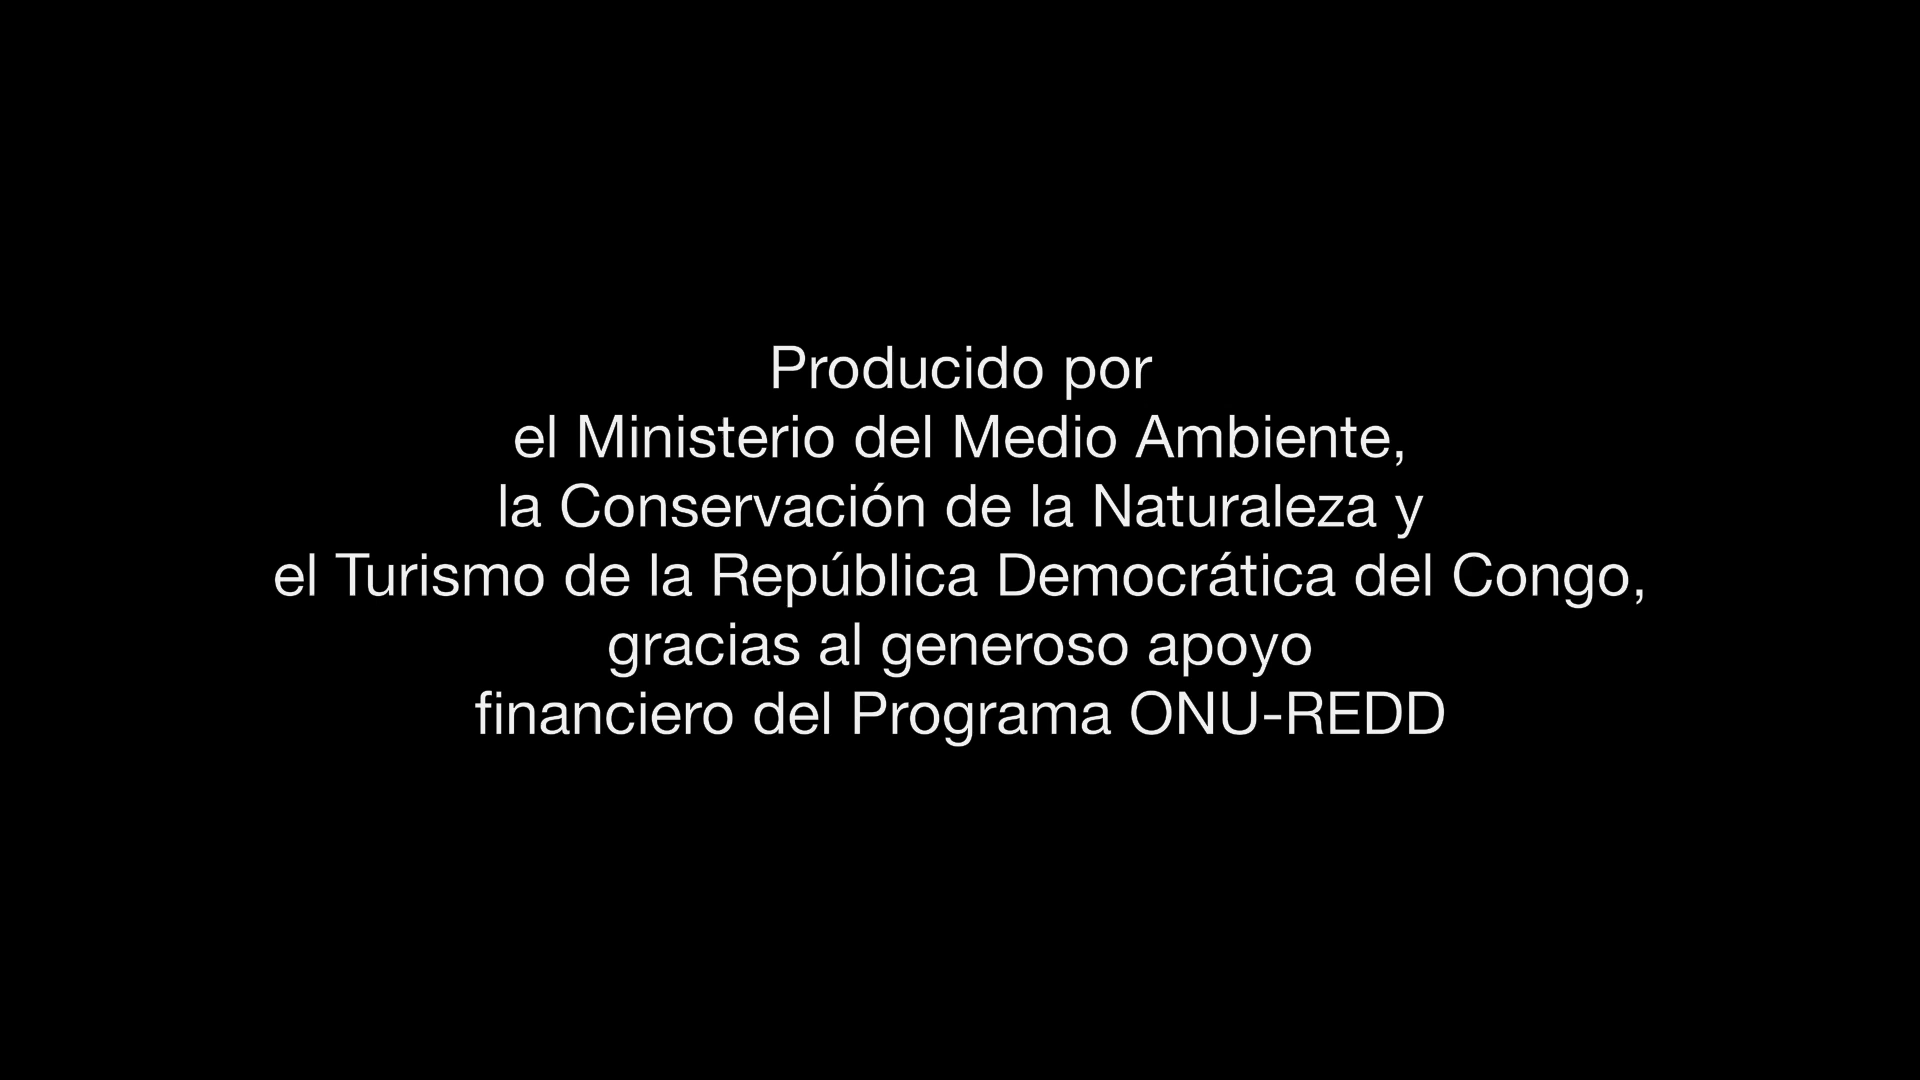 Producido por
el Ministerio del Medio Ambiente,
la Conservación de la Naturaleza y
el Turismo de la República Democrática del Congo,
gracias al generoso apoyo
financiero del Programa ONU-REDD